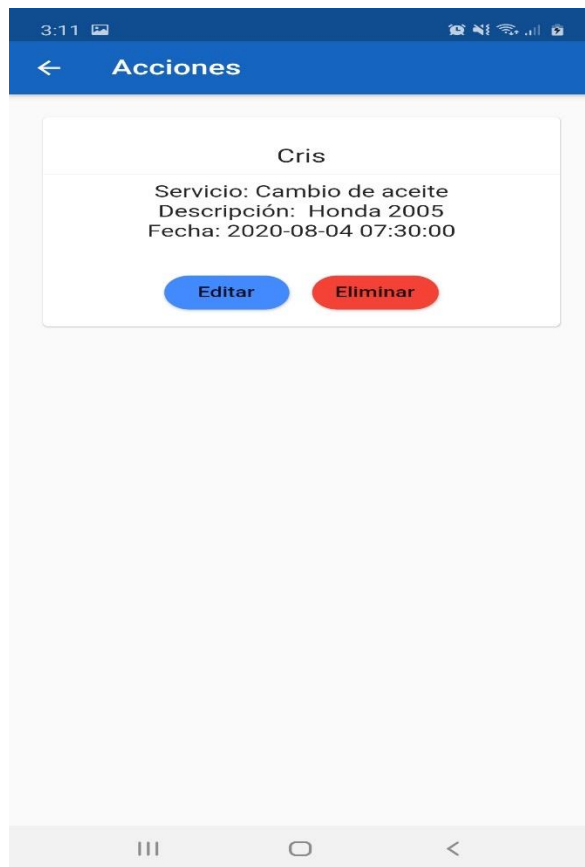 3:11
Acciones
Cris
Servicio: Cambio de aceite
Descripción: Honda 2005
Fecha: 2020-08-04 07:30:00
Editar Eliminar